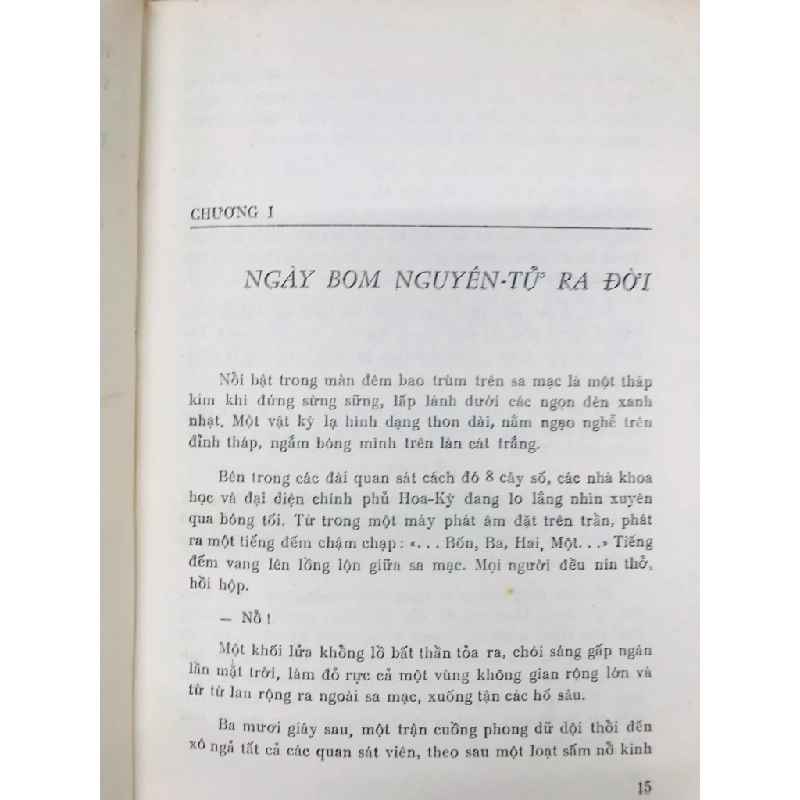 CHƯƠNG I
NGÀY BOM NGUYÊN-TỬ RA ĐỜI
Nổi bật trong màn đêm bao trùm trên sa mạc là một tháp
kim khí đứng sừng sững, lấp lánh dưới các ngọn đèn xanh
nhạt. Một vật kỳ lạ hình dạng thon dài, nằm ngạo nghễ trên
đỉnh tháp, ngắm bóng mình trên làn cát trắng.
Bên trong các đài quan sát cách đó 8 cây số, các nhà khoa
học và đại diện chính phủ Hoa-Kỳ đang lo lắng nhìn xuyên
qua bóng tối. Từ trong một máy phát âm đặt trên trần, phát
ra một tiếng đếm chậm chạp : «. . . Bốn, Ba, Hai, Một. . .» Tiếng
đếm vang lên lồng lộn giữa sa mạc. Mọi người đều nín thở,
hồi hộp.
— Nổ !
Một khối lửa khổng lồ bất thần tỏa ra, chói sáng gấp ngàn
lần mặt trời, làm đỏ rực cả một vùng không gian rộng lớn và
từ từ lan rộng ra ngoài sa mạc, xuống tận các hố sâu.
Ba mươi giây sau, một trận cuồng phong dữ dội thổi đến
xô ngã tất cả các quan sát viên, theo sau một loạt sấm nổ kinh
15